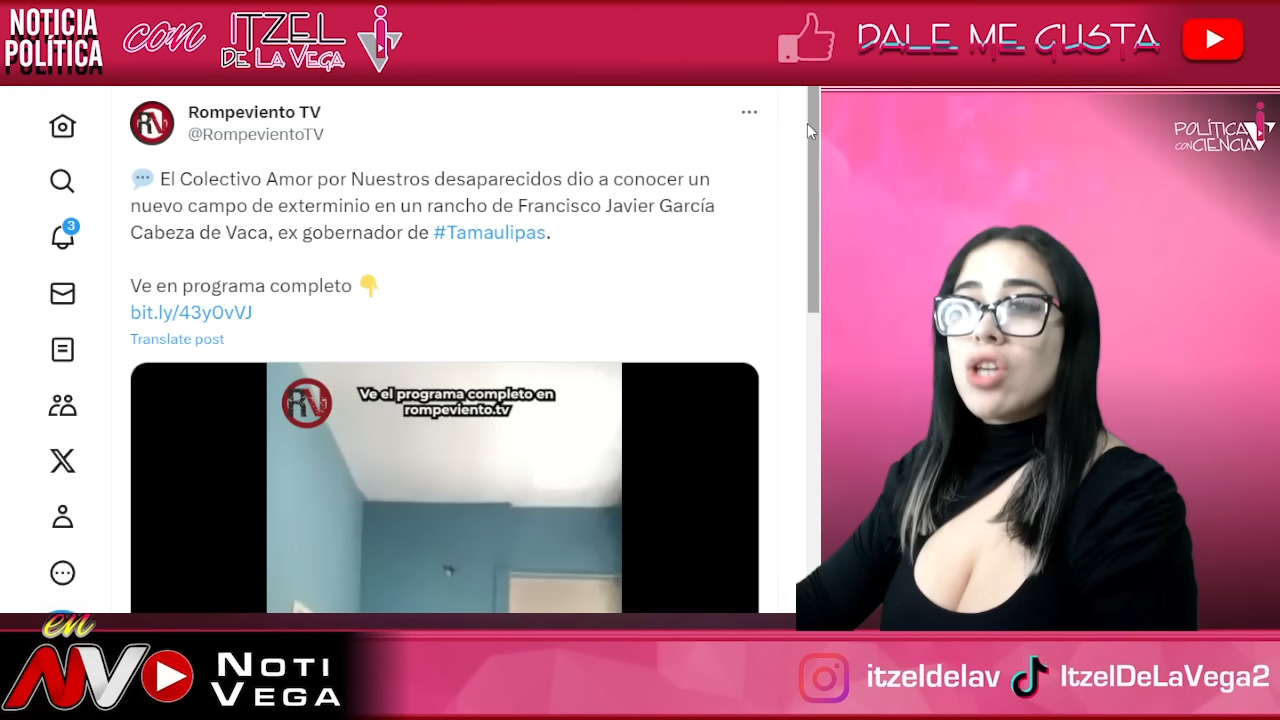 NOTICIA
POLÍTICA
con
ITZEL
DE LA VEGA
DALE ME GUSTA
Rompeviento TV
@RompevientoTV
El Colectivo Amor por Nuestros desaparecidos dio a conocer un
nuevo campo de exterminio en un rancho de Francisco Javier García
Cabeza de Vaca, ex gobernador de #Tamaulipas.
Ve en programa completo
bit.ly/43y0vVJ
Translate post
3
RV
Ve el programa completo en
rompeviento.tv
POLÍTICA
CON CIENCIA
en
NV
NOTI
VEGA
itzeldelav
ItzelDeLaVega2